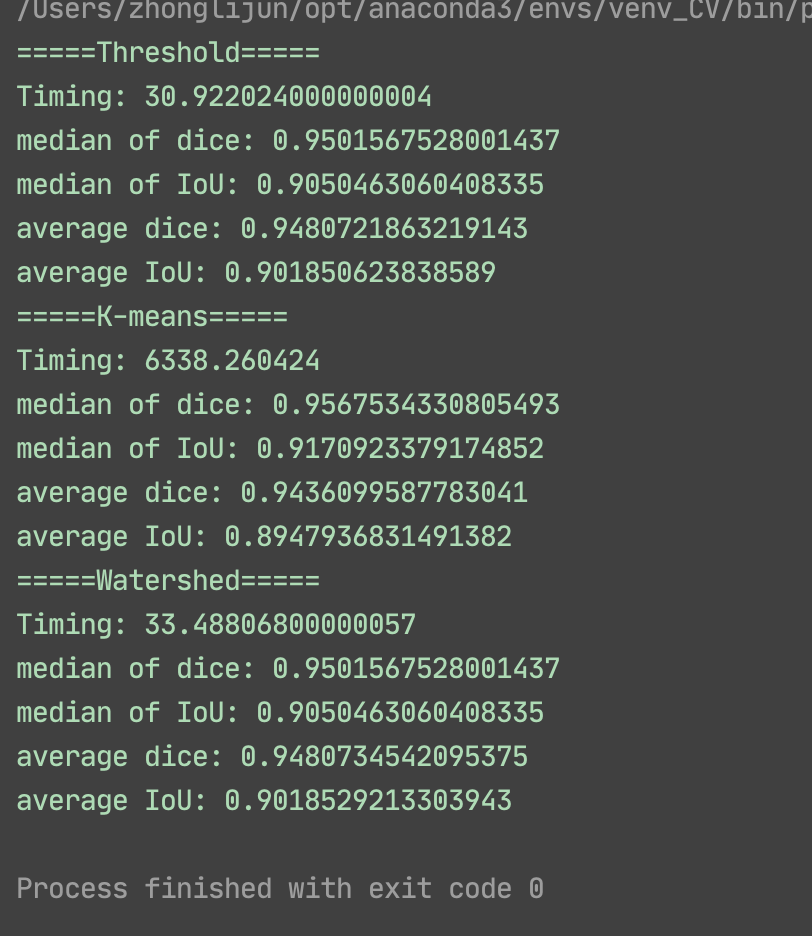 /Users/zhonglijun/opt/anaconda3/envs/venv_CV/bin/p
=====Threshold=====
Timing: 30.922024000000004
median of dice: 0.9501567528001437
median of IoU: 0.9050463060408335
average dice: 0.9480721863219143
average IoU: 0.901850623838589
=====K-means=====
Timing: 6338.260424
median of dice: 0.9567534330805493
median of IoU: 0.9170923379174852
average dice: 0.9436099587783041
average IoU: 0.8947936831491382
=====Watershed=====
Timing: 33.48806800000057
median of dice: 0.9501567528001437
median of IoU: 0.9050463060408335
average dice: 0.9480734542095375
average IoU: 0.9018529213303943
Process finished with exit code 0